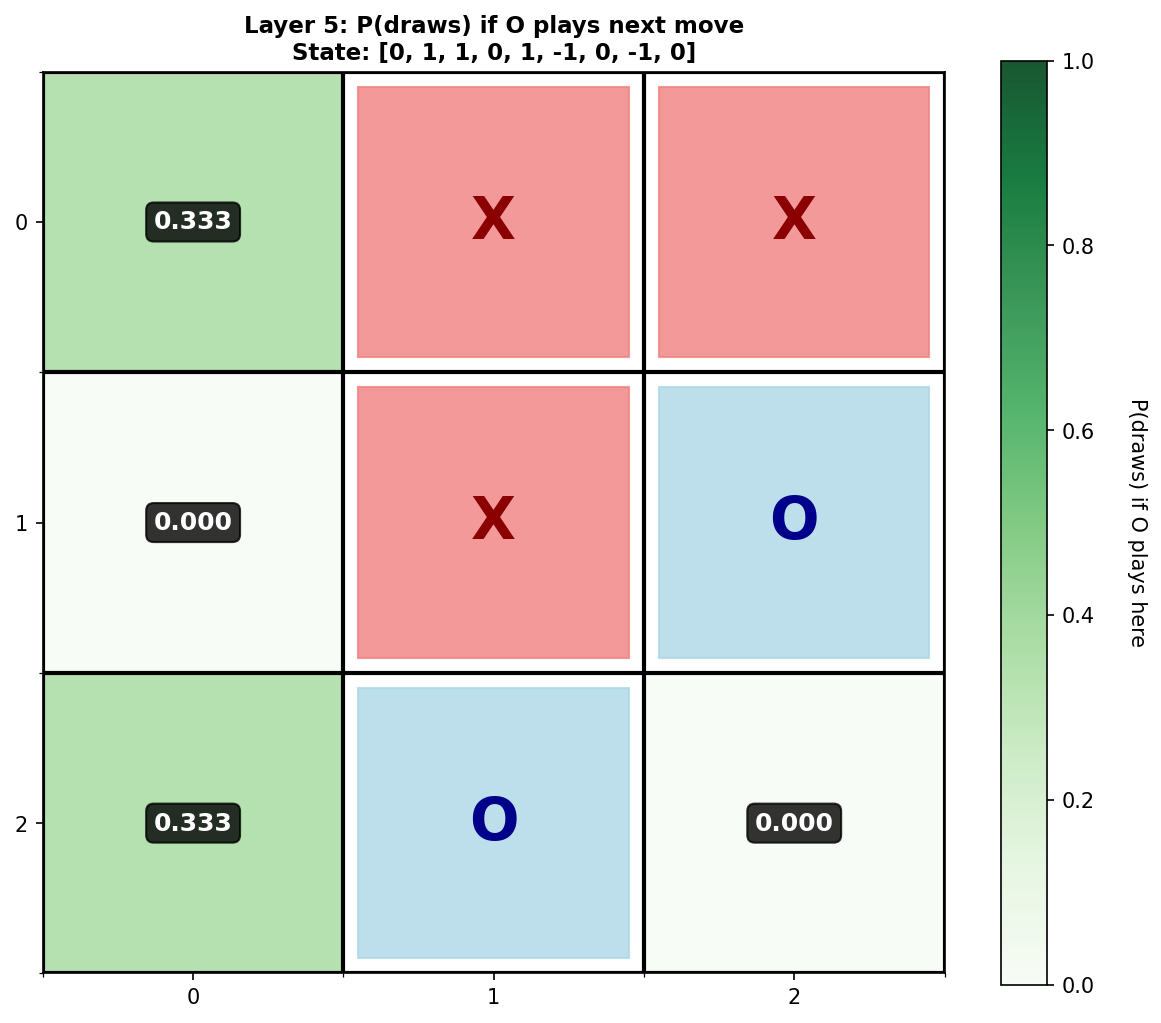 Layer 5: P(draws) if O plays next move
State: [0, 1, 1, 0, 1, -1, 0, -1, 0]
0
0.333
X
X
1
0.000
X
O
2
0.333
O
0.000
0
1
2
1.0
0.8
0.6
0.4
0.2
0.0
P(draws) if O plays here